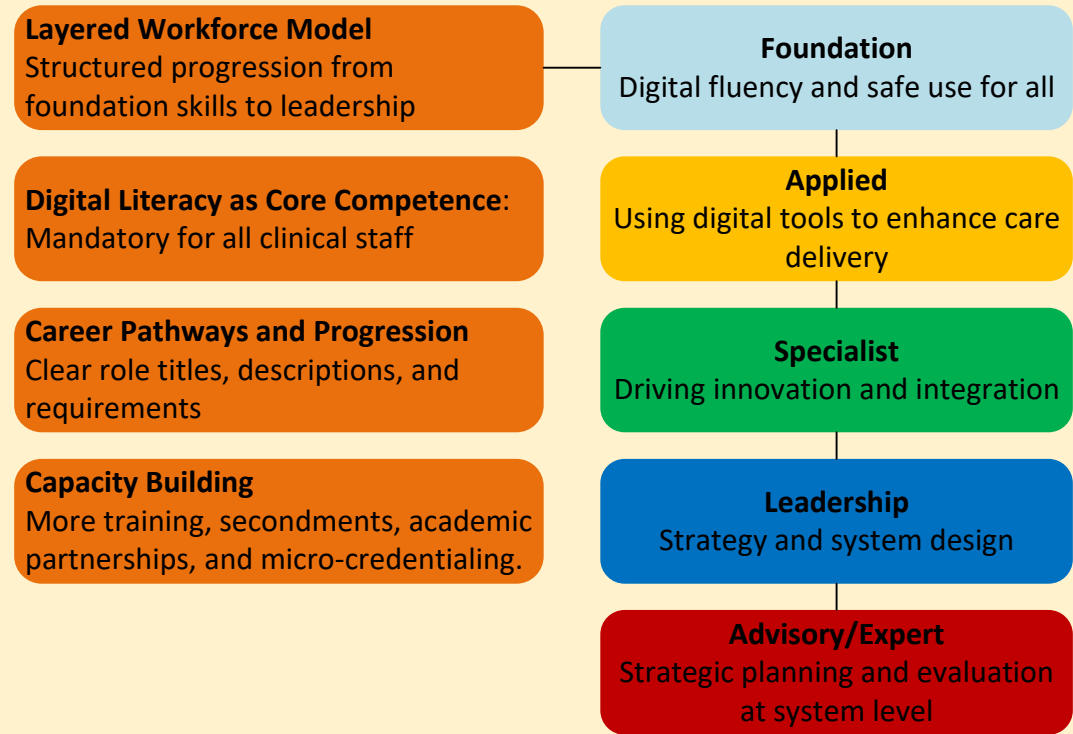 Layered Workforce Model
Structured progression from
foundation skills to leadership
Digital Literacy as Core Competence:
Mandatory for all clinical staff
Career Pathways and Progression
Clear role titles, descriptions, and
requirements
Capacity Building
More training, secondments, academic
partnerships, and micro-credentialing.
Foundation
Digital fluency and safe use for all
Applied
Using digital tools to enhance care
delivery
Specialist
Driving innovation and integration
Leadership
Strategy and system design
Advisory/Expert
Strategic planning and evaluation
at system level